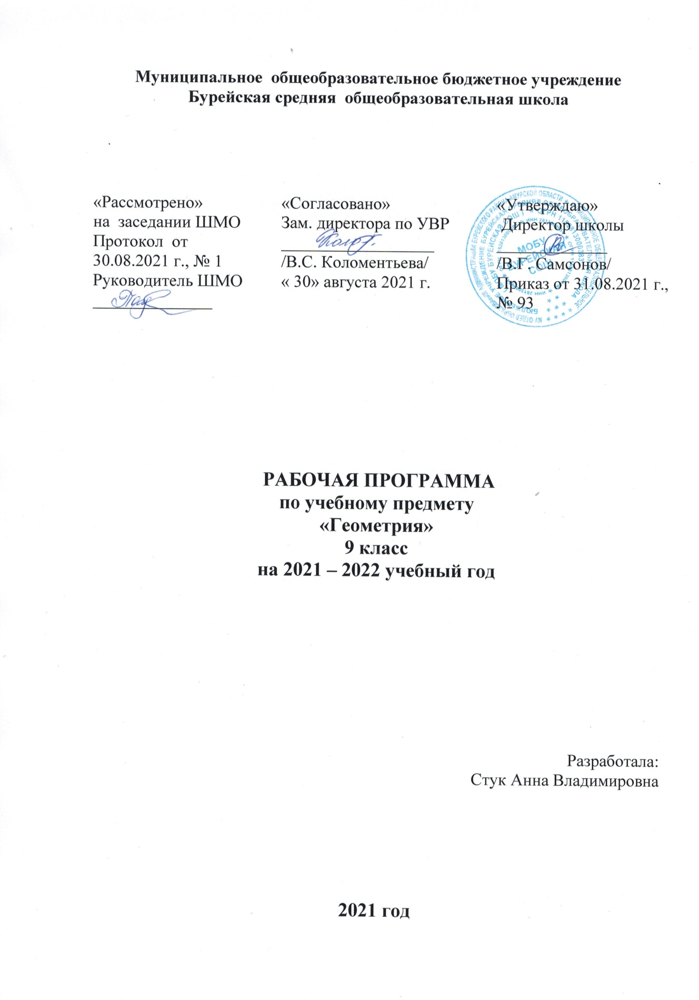 Муниципальное общеобразовательное бюджетное учреждение
Бурейская средняя общеобразовательная школа
«Рассмотрено»
на заседании ШМО
Протокол от
30.08.2021 г., № 1
Руководитель ШМО
«Согласовано»
Зам. директора по УВР
/В.С. Коломентьева/
« 30» августа 2021 г.
«Утверждаю»
Директор школы
/В.Г. Самсонов/
Приказ от 31.08.2021 г.,
№ 93
МОБУ
БУРЕЙСКАЯ
СОШ
РАБОЧАЯ ПРОГРАММА
по учебному предмету
«Геометрия»
9 класс
на 2021 – 2022 учебный год
Разработала:
Стук Анна Владимировна
2021 год